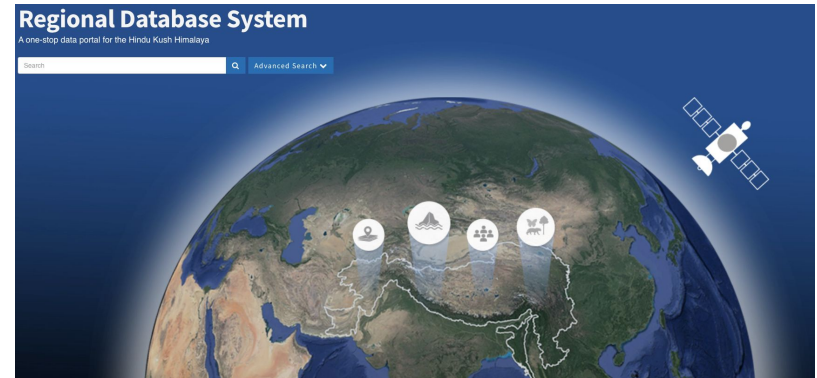 Regional Database System
A one-stop data portal for the Hindu Kush Himalaya
Search
Advanced Search